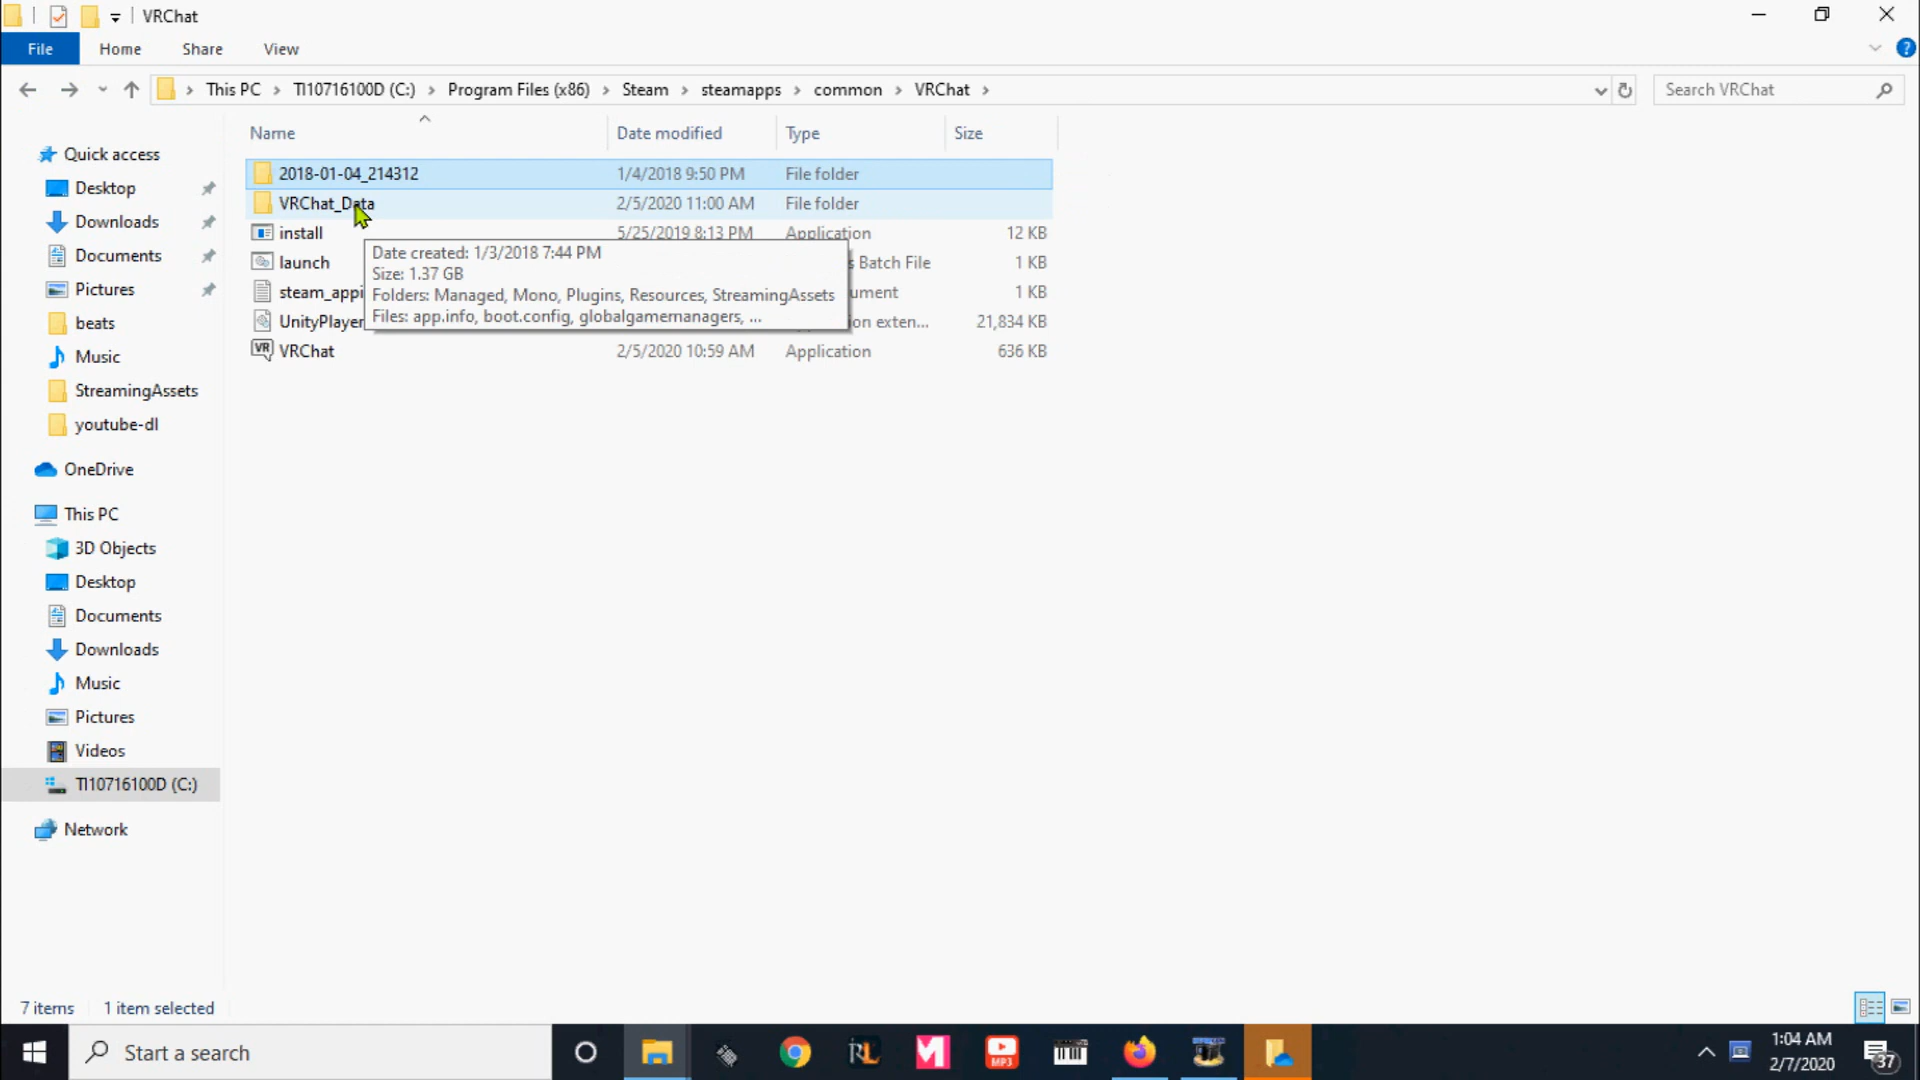 VRChat
File Home Share View
This PC > TI10716100D (C:) > Program Files (x86) > Steam > steamapps > common > VRChat >
Search VRChat
Name Date modified Type Size
Quick access
Desktop
Downloads
Documents
Pictures
beats
Music
StreamingAssets
youtube-dl
OneDrive
This PC
3D Objects
Desktop
Documents
Downloads
Music
Pictures
Videos
TI10716100D (C:)
Network
2018-01-04_214312 1/4/2018 9:50 PM File folder
VRChat_Data 2/5/2020 11:00 AM File folder
install 5/25/2019 8:13 PM Application 12 KB
launch s Batch File 1 KB
steam_appi ument 1 KB
UnityPlayer ion exten... 21,834 KB
VRChat 2/5/2020 10:59 AM Application 636 KB
Date created: 1/3/2018 7:44 PM
Size: 1.37 GB
Folders: Managed, Mono, Plugins, Resources, StreamingAssets
Files: app.info, boot.config, globalgamemanagers, ...
VR
7 items 1 item selected
Start a search
RL
MP3
1:04 AM
2/7/2020
37